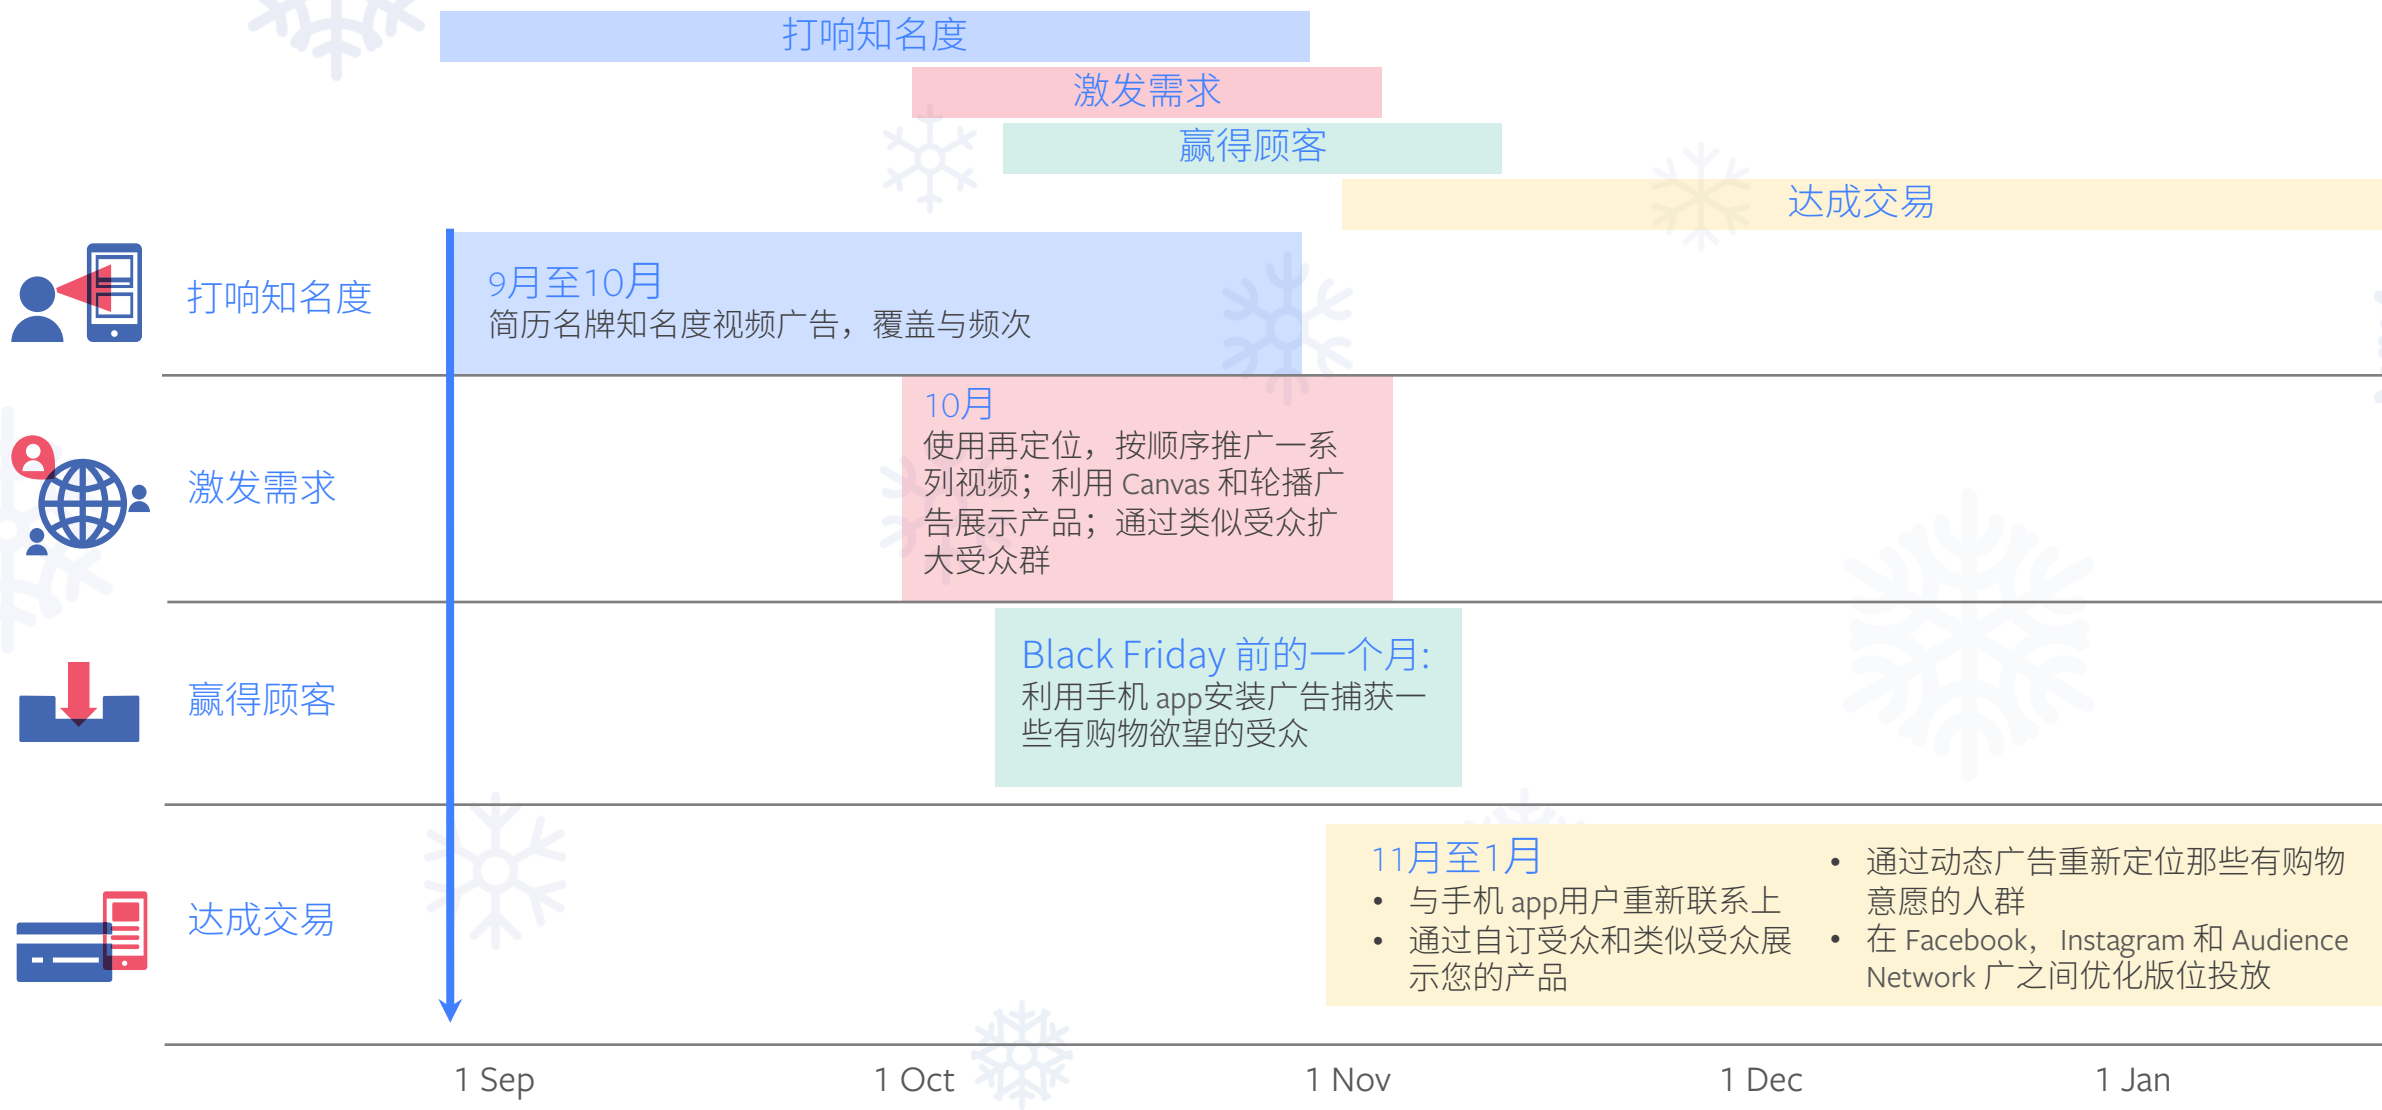 打响知名度
激发需求
赢得顾客
达成交易
打响知名度
9月至10月
简历名牌知名度视频广告，覆盖与频次
激发需求
10月
使用再定位，按顺序推广一系
列视频；利用 Canvas 和轮播广
告展示产品；通过类似受众扩
大受众群
赢得顾客
Black Friday 前的一个月:
利用手机 app安装广告捕获一
些有购物欲望的受众
达成交易
11月至1月
• 与手机 app用户重新联系上
• 通过自订受众和类似受众展
示您的产品
• 通过动态广告重新定位那些有购物
意愿的人群
• 在 Facebook，Instagram 和 Audience
Network 广之间优化版位投放
1 Sep
1 Oct
1 Nov
1 Dec
1 Jan